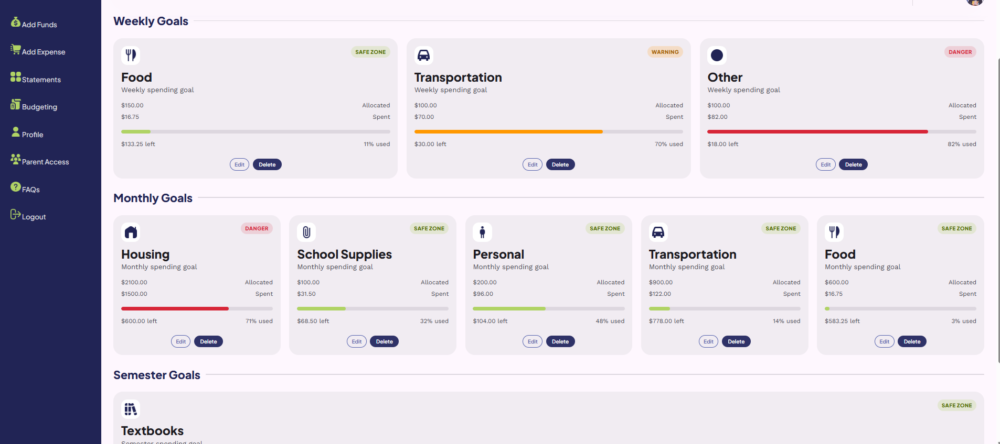 Add Funds
Add Expense
Statements
Budgeting
Profile
Parent Access
FAQs
Logout
Weekly Goals
SAFE ZONE
Food
Weekly spending goal
$150.00 Allocated
$16.75 Spent
$133.25 left 11% used
Edit Delete
WARNING
Transportation
Weekly spending goal
$100.00 Allocated
$70.00 Spent
$30.00 left 70% used
Edit Delete
DANGER
Other
Weekly spending goal
$100.00 Allocated
$82.00 Spent
$18.00 left 82% used
Edit Delete
Monthly Goals
DANGER
Housing
Monthly spending goal
$2100.00 Allocated
$1500.00 Spent
$600.00 left 71% used
Edit Delete
SAFE ZONE
School Supplies
Monthly spending goal
$100.00 Allocated
$31.50 Spent
$68.50 left 32% used
Edit Delete
SAFE ZONE
Personal
Monthly spending goal
$200.00 Allocated
$96.00 Spent
$104.00 left 48% used
Edit Delete
SAFE ZONE
Transportation
Monthly spending goal
$900.00 Allocated
$122.00 Spent
$778.00 left 14% used
Edit Delete
SAFE ZONE
Food
Monthly spending goal
$600.00 Allocated
$16.75 Spent
$583.25 left 3% used
Edit Delete
Semester Goals
SAFE ZONE
Textbooks
Semester spending goal